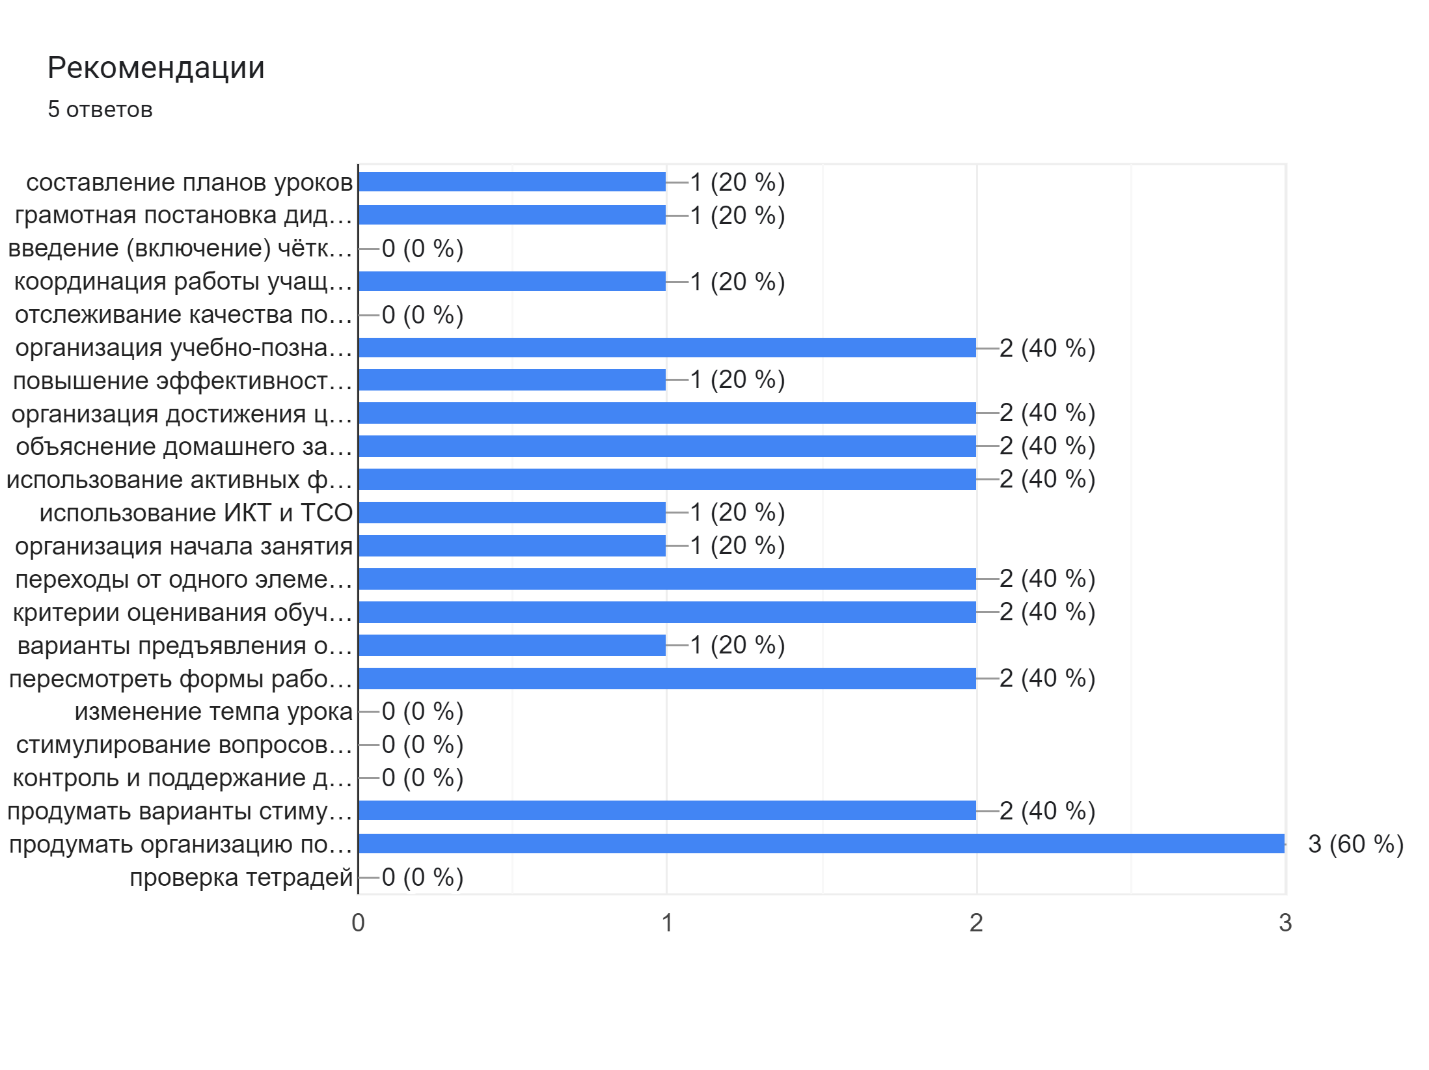 Рекомендации
5 ответов
составление планов уроков 1 (20 %)
грамотная постановка дид… 1 (20 %)
введение (включение) чётк… 0 (0 %)
координация работы учащ… 1 (20 %)
отслеживание качества по… 0 (0 %)
организация учебно-позна… 2 (40 %)
повышение эффективност… 1 (20 %)
организация достижения ц… 2 (40 %)
объяснение домашнего за… 2 (40 %)
использование активных ф… 2 (40 %)
использование ИКТ и ТСО 1 (20 %)
организация начала занятия 1 (20 %)
переходы от одного элеме… 2 (40 %)
критерии оценивания обуч… 2 (40 %)
варианты предъявления о… 1 (20 %)
пересмотреть формы рабо… 2 (40 %)
изменение темпа урока 0 (0 %)
стимулирование вопросов… 0 (0 %)
контроль и поддержание д… 0 (0 %)
продумать варианты стиму… 2 (40 %)
продумать организацию по… 3 (60 %)
проверка тетрадей 0 (0 %)
0 1 2 3